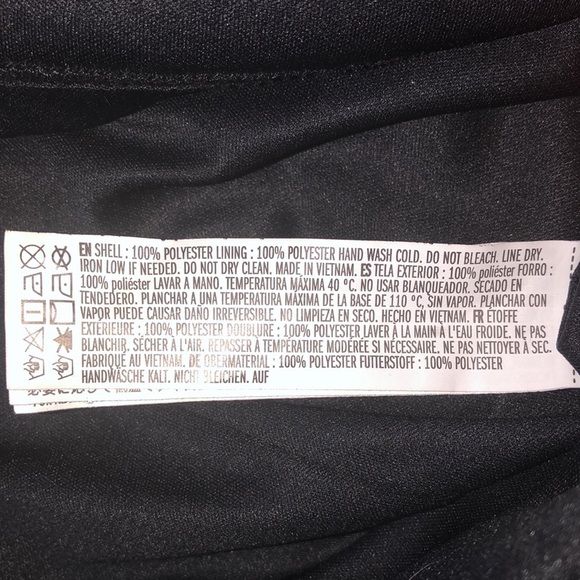 EN SHELL : 100% POLYESTER LINING : 100% POLYESTER HAND WASH COLD. DO NOT BLEACH. LINE DRY.
IRON LOW IF NEEDED. DO NOT DRY CLEAN. MADE IN VIETNAM. ES TELA EXTERIOR : 100% poliéster FORRO :
100% poliéster LAVAR A MANO. TEMPERATURA MÁXIMA 40 ºC. NO USAR BLANQUEADOR. SECADO EN
TENDEDERO. PLANCHAR A UNA TEMPERATURA MÁXIMA DE LA BASE DE 110 ºC, SIN VAPOR. PLANCHAR CON
VAPOR PUEDE CAUSAR DAÑO IRREVERSIBLE. NO LIMPIEZA EN SECO. HECHO EN VIETNAM. FR ÉTOFFE
EXTÉRIEURE : 100% POLYESTER DOUBLURE : 100% POLYESTER LAVER À LA MAIN À L'EAU FROIDE. NE PAS
BLANCHIR. SÉCHER À L'AIR. REPASSER À TEMPÉRATURE MODÉRÉE SI NÉCESSAIRE. NE PAS NETTOYER À SEC.
FABRIQUÉ AU VIETNAM. DE OBERMATERIAL : 100% POLYESTER FUTTERSTOFF : 100% POLYESTER
HANDWÄSCHE KALT. NICHT BLEICHEN. AUF